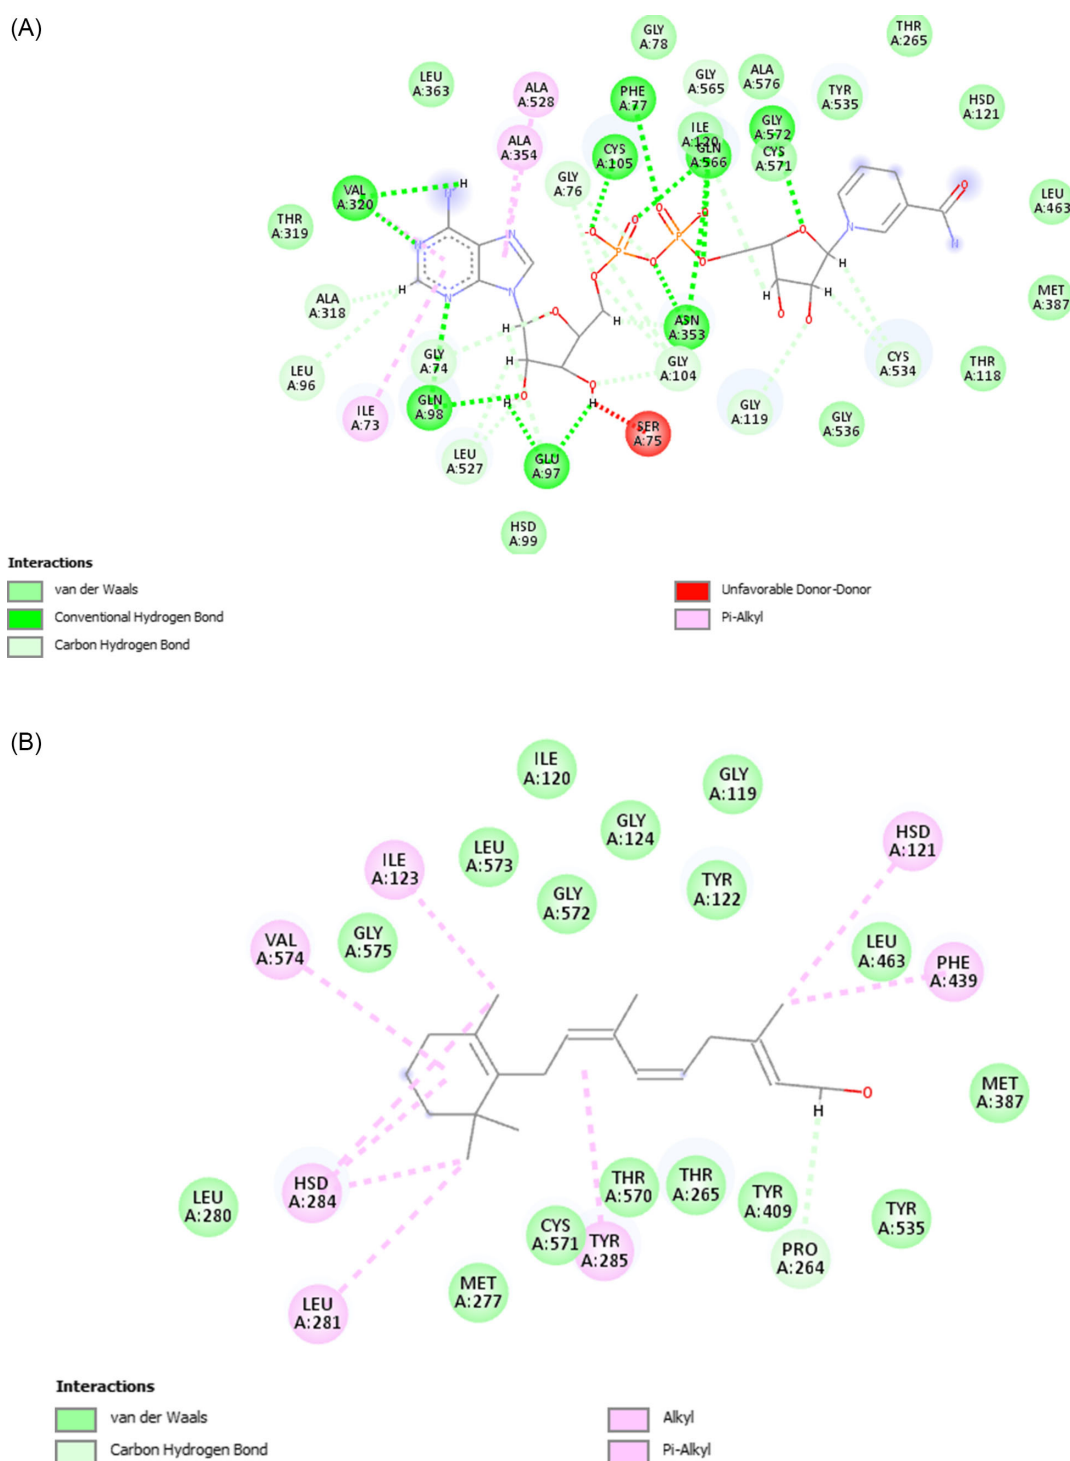 (A)
GLY
A:78
THR
A:265
LEU
A:363
ALA
A:528
PHE
A:77
GLY
A:565
ALA
A:576
TYR
A:535
HSD
A:121
ALA
A:354
CYS
A:105
ILE
A:120
GLN
A:566
GLY
A:572
CYS
A:571
VAL
A:320
GLY
A:76
LEU
A:463
THR
A:319
ALA
A:318
MET
A:387
ASN
A:353
GLY
A:74
GLY
A:104
CYS
A:534
THR
A:118
LEU
A:96
GLN
A:98
ILE
A:73
GLY
A:119
GLY
A:536
SER
A:75
LEU
A:527
GLU
A:97
HSD
A:99
Interactions
van der Waals
Conventional Hydrogen Bond
Carbon Hydrogen Bond
Unfavorable Donor-Donor
Pi-Alkyl
(B)
ILE
A:120
GLY
A:119
GLY
A:124
HSD
A:121
LEU
A:573
ILE
A:123
GLY
A:572
TYR
A:122
VAL
A:574
GLY
A:575
LEU
A:463
PHE
A:439
MET
A:387
O
H
HSD
A:284
LEU
A:280
THR
A:570
THR
A:265
TYR
A:409
TYR
A:535
CYS
A:571
TYR
A:285
PRO
A:264
MET
A:277
LEU
A:281
Interactions
van der Waals
Carbon Hydrogen Bond
Alkyl
Pi-Alkyl